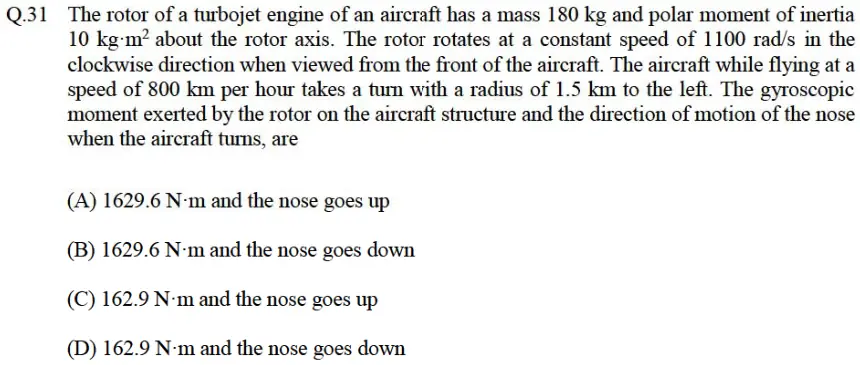 Q.31 The rotor of a turbojet engine of an aircraft has a mass 180 kg and polar moment of inertia
10 kg·m² about the rotor axis. The rotor rotates at a constant speed of 1100 rad/s in the
clockwise direction when viewed from the front of the aircraft. The aircraft while flying at a
speed of 800 km per hour takes a turn with a radius of 1.5 km to the left. The gyroscopic
moment exerted by the rotor on the aircraft structure and the direction of motion of the nose
when the aircraft turns, are
(A) 1629.6 N·m and the nose goes up
(B) 1629.6 N·m and the nose goes down
(C) 162.9 N·m and the nose goes up
(D) 162.9 N·m and the nose goes down